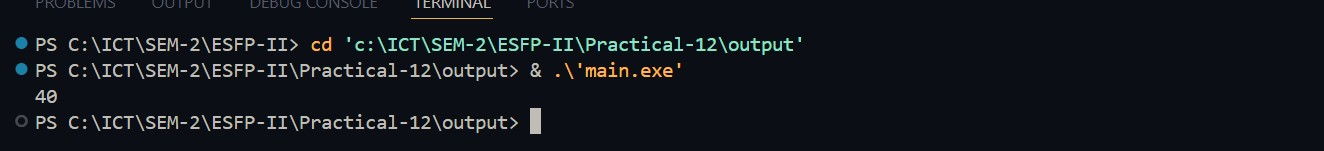 PROBLEMS OUTPUT DEBUG CONSOLE TERMINAL PORTS
PS C:\ICT\SEM-2\ESFP-II> cd 'c:\ICT\SEM-2\ESFP-II\Practical-12\output'
PS C:\ICT\SEM-2\ESFP-II\Practical-12\output> & .\'main.exe'
40
PS C:\ICT\SEM-2\ESFP-II\Practical-12\output>